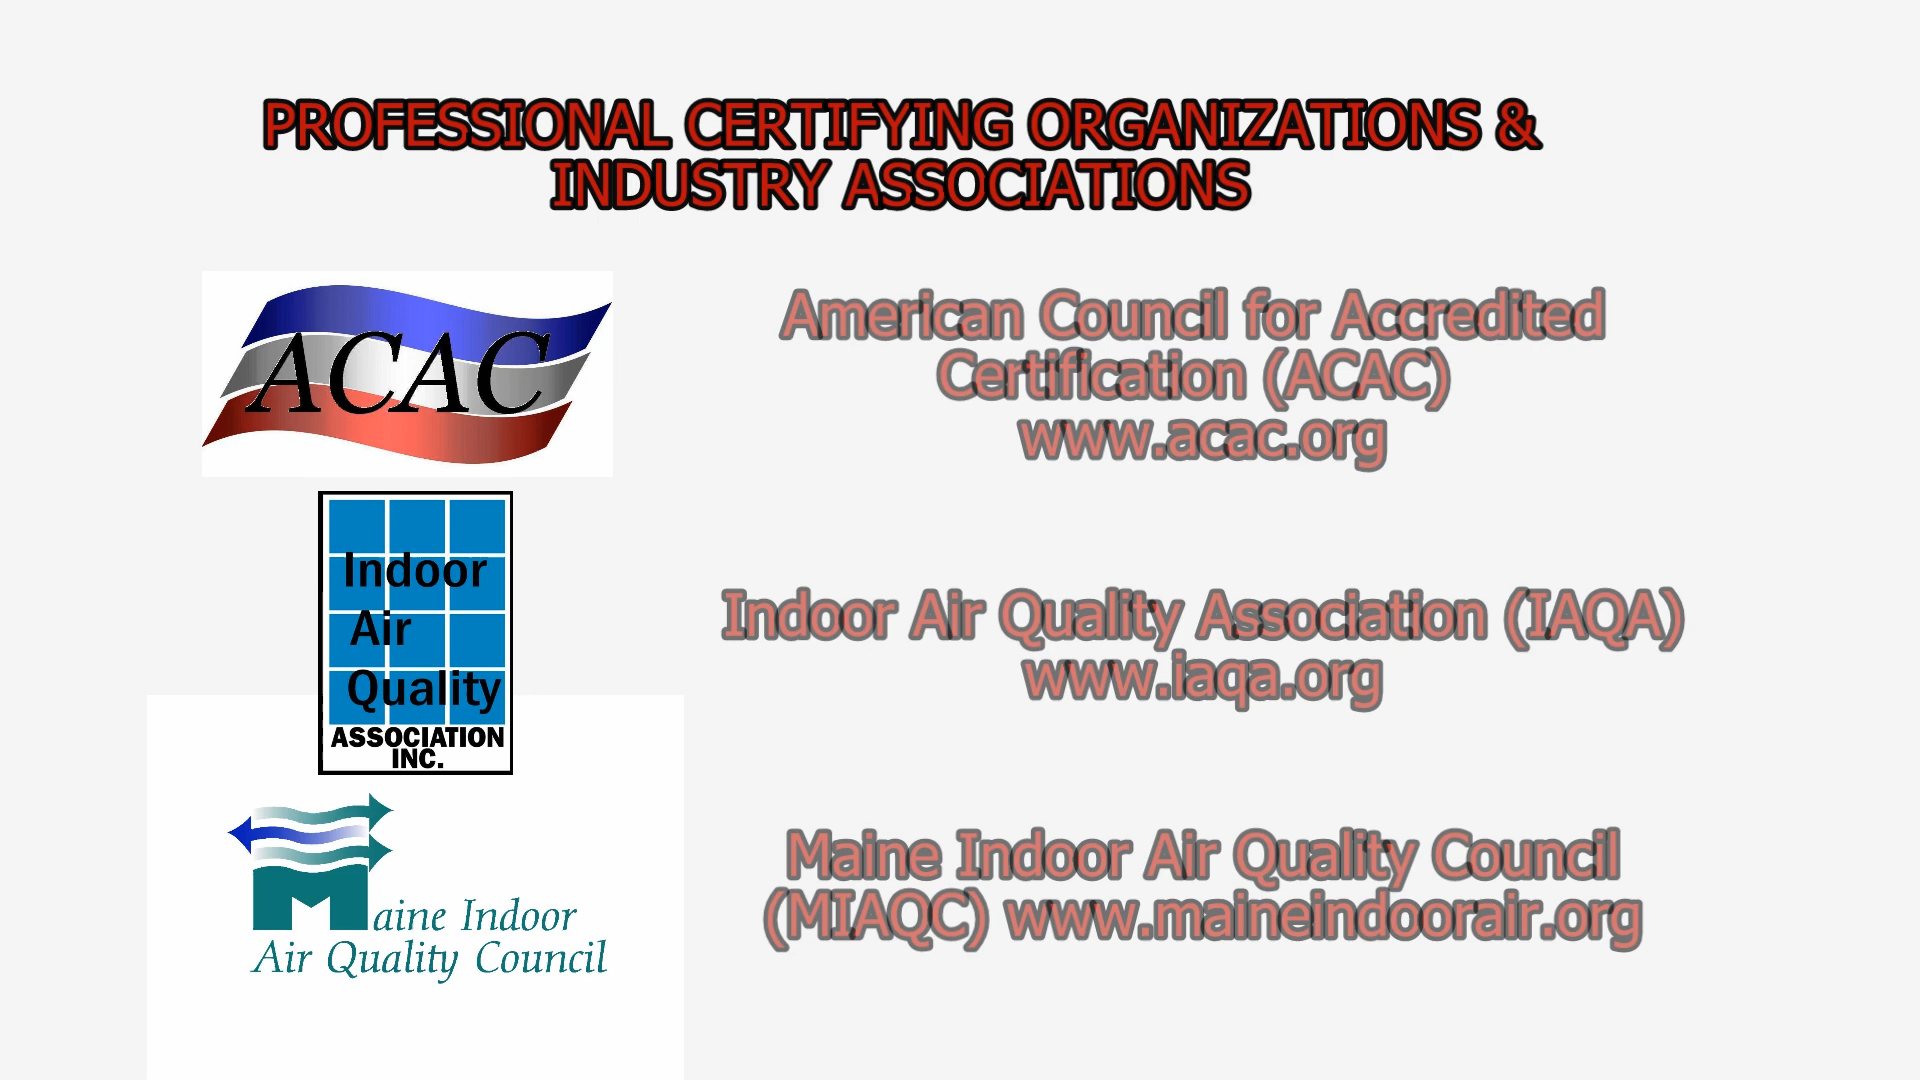 PROFESSIONAL CERTIFYING ORGANIZATIONS &
INDUSTRY ASSOCIATIONS
ACAC
American Council for Accredited
Certification (ACAC)
www.acac.org
Indoor
Air
Quality
ASSOCIATION
INC.
Indoor Air Quality Association (IAQA)
www.iaqa.org
Maine Indoor
Air Quality Council
Maine Indoor Air Quality Council
(MIAQC) www.maineindoorair.org